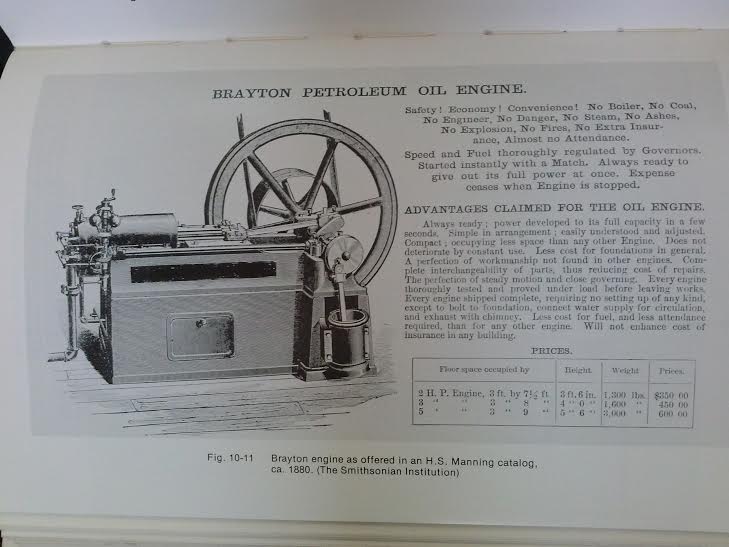 BRAYTON PETROLEUM OIL ENGINE.
Safety! Economy! Convenience! No Boiler, No Coal,
No Engineer, No Danger, No Steam, No Ashes,
No Explosion, No Fires, No Extra Insur-
ance, Almost no Attendance.
Speed and Fuel thoroughly regulated by Governors.
Started instantly with a Match. Always ready to
give out its full power at once. Expense
ceases when Engine is stopped.
ADVANTAGES CLAIMED FOR THE OIL ENGINE.
Always ready; power developed to its full capacity in a few
seconds. Simple in arrangement; easily understood and adjusted.
Compact; occupying less space than any other Engine. Does not
deteriorate by constant use. Less cost for foundations in general.
A perfection of workmanship not found in other engines. Com-
plete interchangeability of parts, thus reducing cost of repairs.
The perfection of steady motion and close governing. Every engine
thoroughly tested and proved under load before leaving works.
Every engine shipped complete, requiring no setting up of any kind,
except to bolt to foundation, connect water supply for circulation,
and exhaust with chimney. Less cost for fuel, and less attendance
required, than for any other engine. Will not enhance cost of
insurance in any building.
PRICES.
Floor space occupied by Height. Weight Prices.
2 H. P. Engine, 3 ft. by 7½ ft 3 ft. 6 in. 1,300 lbs. $350 00
3 " " 3 " 8 " 4 " 0 " 1,600 " 450 00
5 " " 3 " 9 " 5 " 6 " 3,000 " 600 00
Fig. 10-11 Brayton engine as offered in an H.S. Manning catalog,
ca. 1880. (The Smithsonian Institution)